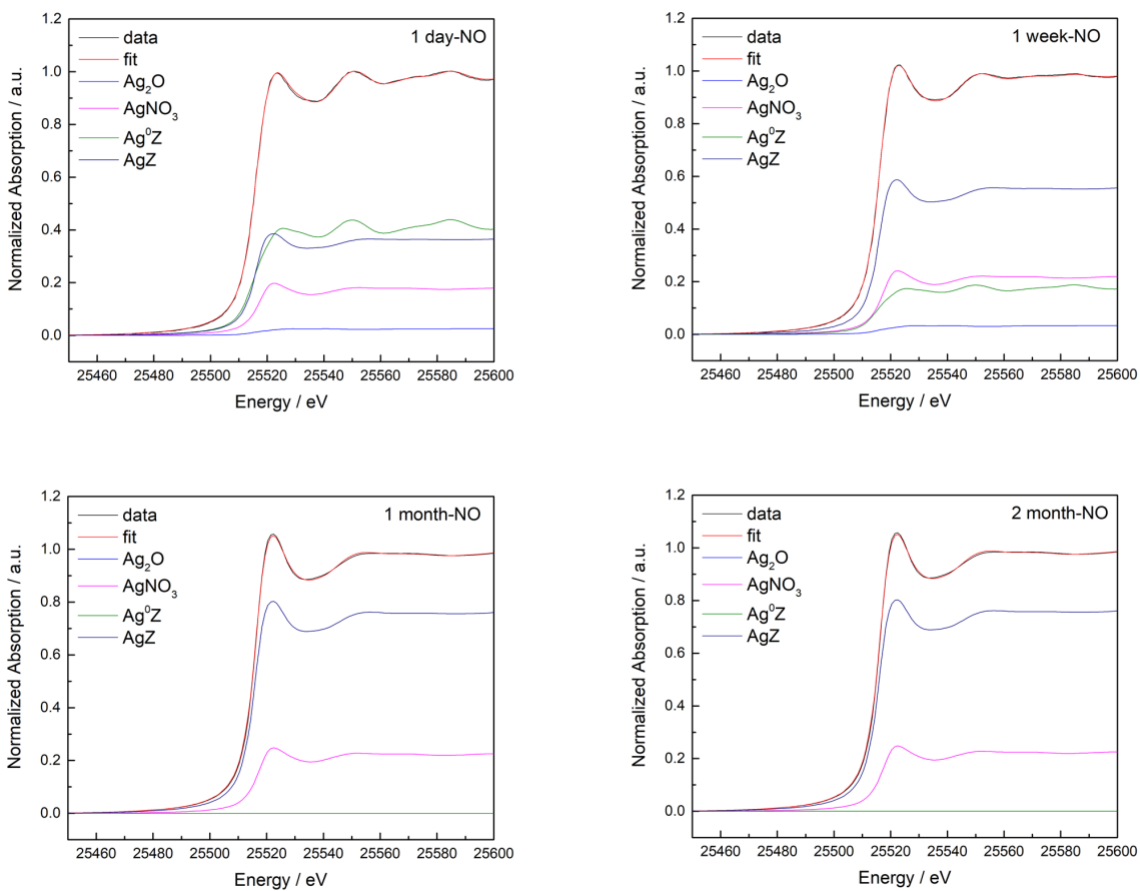 1 day-NO
data
fit
Ag₂O
AgNO₃
Ag⁰Z
AgZ
Normalized Absorption / a.u.
1.2
1.0
0.8
0.6
0.4
0.2
0.0
25460 25480 25500 25520 25540 25560 25580 25600
Energy / eV
1 week-NO
data
fit
Ag₂O
AgNO₃
Ag⁰Z
AgZ
Normalized Absorption / a.u.
1.2
1.0
0.8
0.6
0.4
0.2
0.0
25460 25480 25500 25520 25540 25560 25580 25600
Energy / eV
1 month-NO
data
fit
Ag₂O
AgNO₃
Ag⁰Z
AgZ
Normalized Absorption / a.u.
1.2
1.0
0.8
0.6
0.4
0.2
0.0
25460 25480 25500 25520 25540 25560 25580 25600
Energy / eV
2 month-NO
data
fit
Ag₂O
AgNO₃
Ag⁰Z
AgZ
Normalized Absorption / a.u.
1.2
1.0
0.8
0.6
0.4
0.2
0.0
25460 25480 25500 25520 25540 25560 25580 25600
Energy / eV